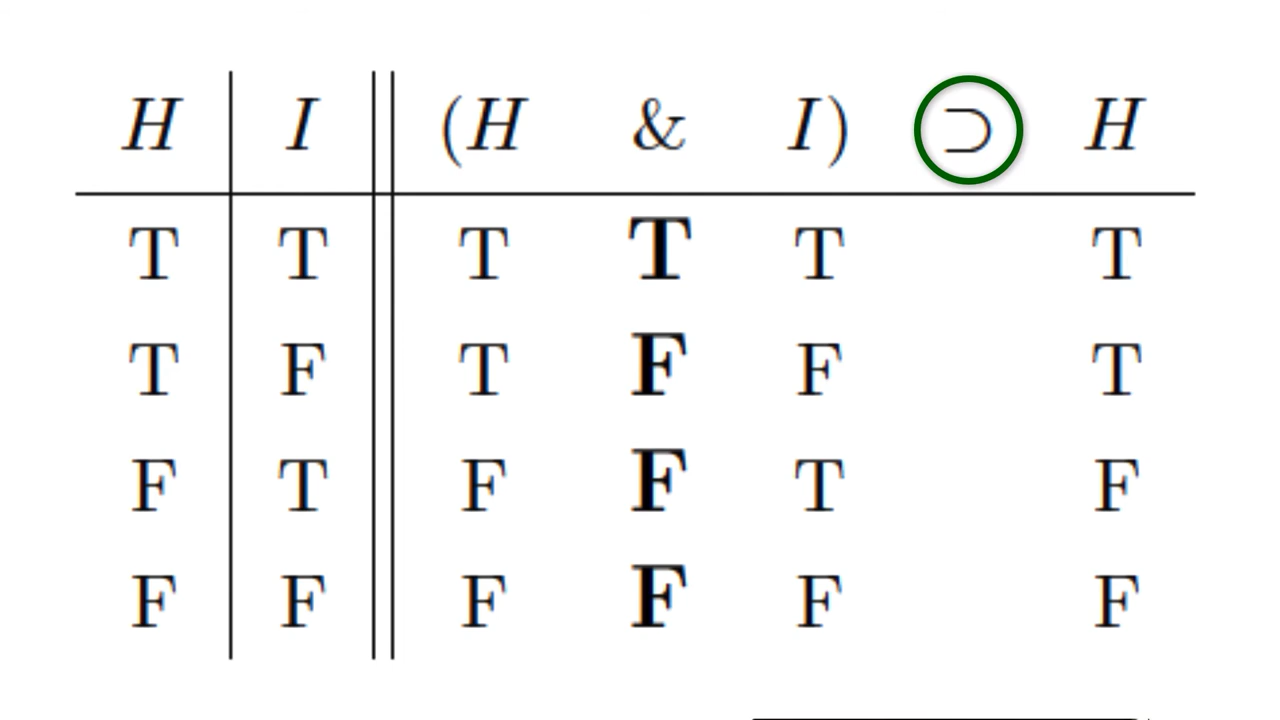 H I (H & I) ⊃ H
T T T T T T
T F T F F T
F T F F T F
F F F F F F